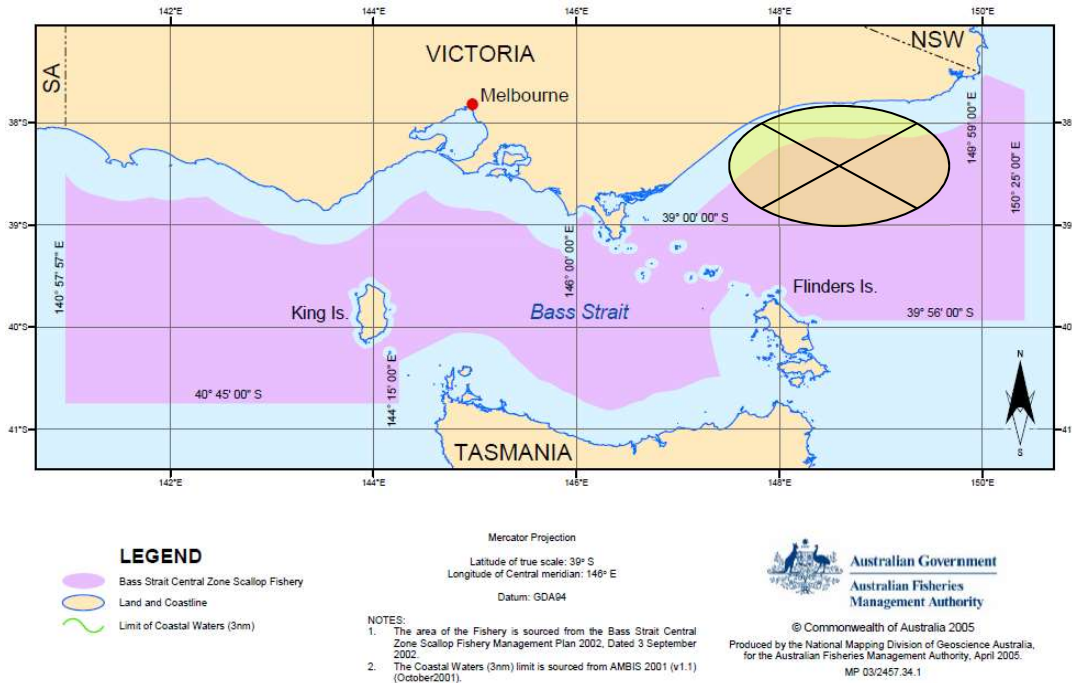 142°E 144°E 146°E 148°E 150°E
SA
VICTORIA
NSW
Melbourne
38°S
38°
149° 59' 00" E
150° 25' 00" E
39°S
39° 00' 00" S
39°
140° 57' 57" E
146° 00' 00" E
King Is.
Flinders Is.
Bass Strait
39° 56' 00" S
40°S
40°
144° 15' 00" E
40° 45' 00" S
N
S
41°S
41°
TASMANIA
142°E 144°E 146°E 148°E 150°E
LEGEND
Bass Strait Central Zone Scallop Fishery
Land and Coastline
Limit of Coastal Waters (3nm)
Mercator Projection
Latitude of true scale: 39° S
Longitude of Central meridian: 146° E
Datum: GDA94
NOTES:
1. The area of the Fishery is sourced from the Bass Strait Central
Zone Scallop Fishery Management Plan 2002, Dated 3 September
2002.
2. The Coastal Waters (3nm) limit is sourced from AMBIS 2001 (v1.1)
(October2001).
Australian Government
Australian Fisheries
Management Authority
© Commonwealth of Australia 2005
Produced by the National Mapping Division of Geoscience Australia,
for the Australian Fisheries Management Authority, April 2005.
MP 03/2457.34.1